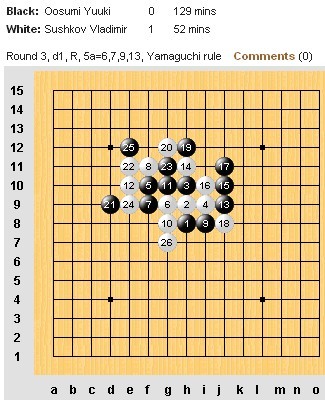 Black: Oosumi Yuuki 0 129 mins
White: Sushkov Vladimir 1 52 mins
Round 3, d1, R, 5a=6,7,9,13, Yamaguchi rule Comments (0)
15
14
13
12 25 20 19
11 22 8 23 14 17
10 12 5 11 3 16 15
9 21 24 7 6 2 4 13
8 10 1 9 18
7 26
6
5
4
3
2
1
a b c d e f g h i j k l m n o